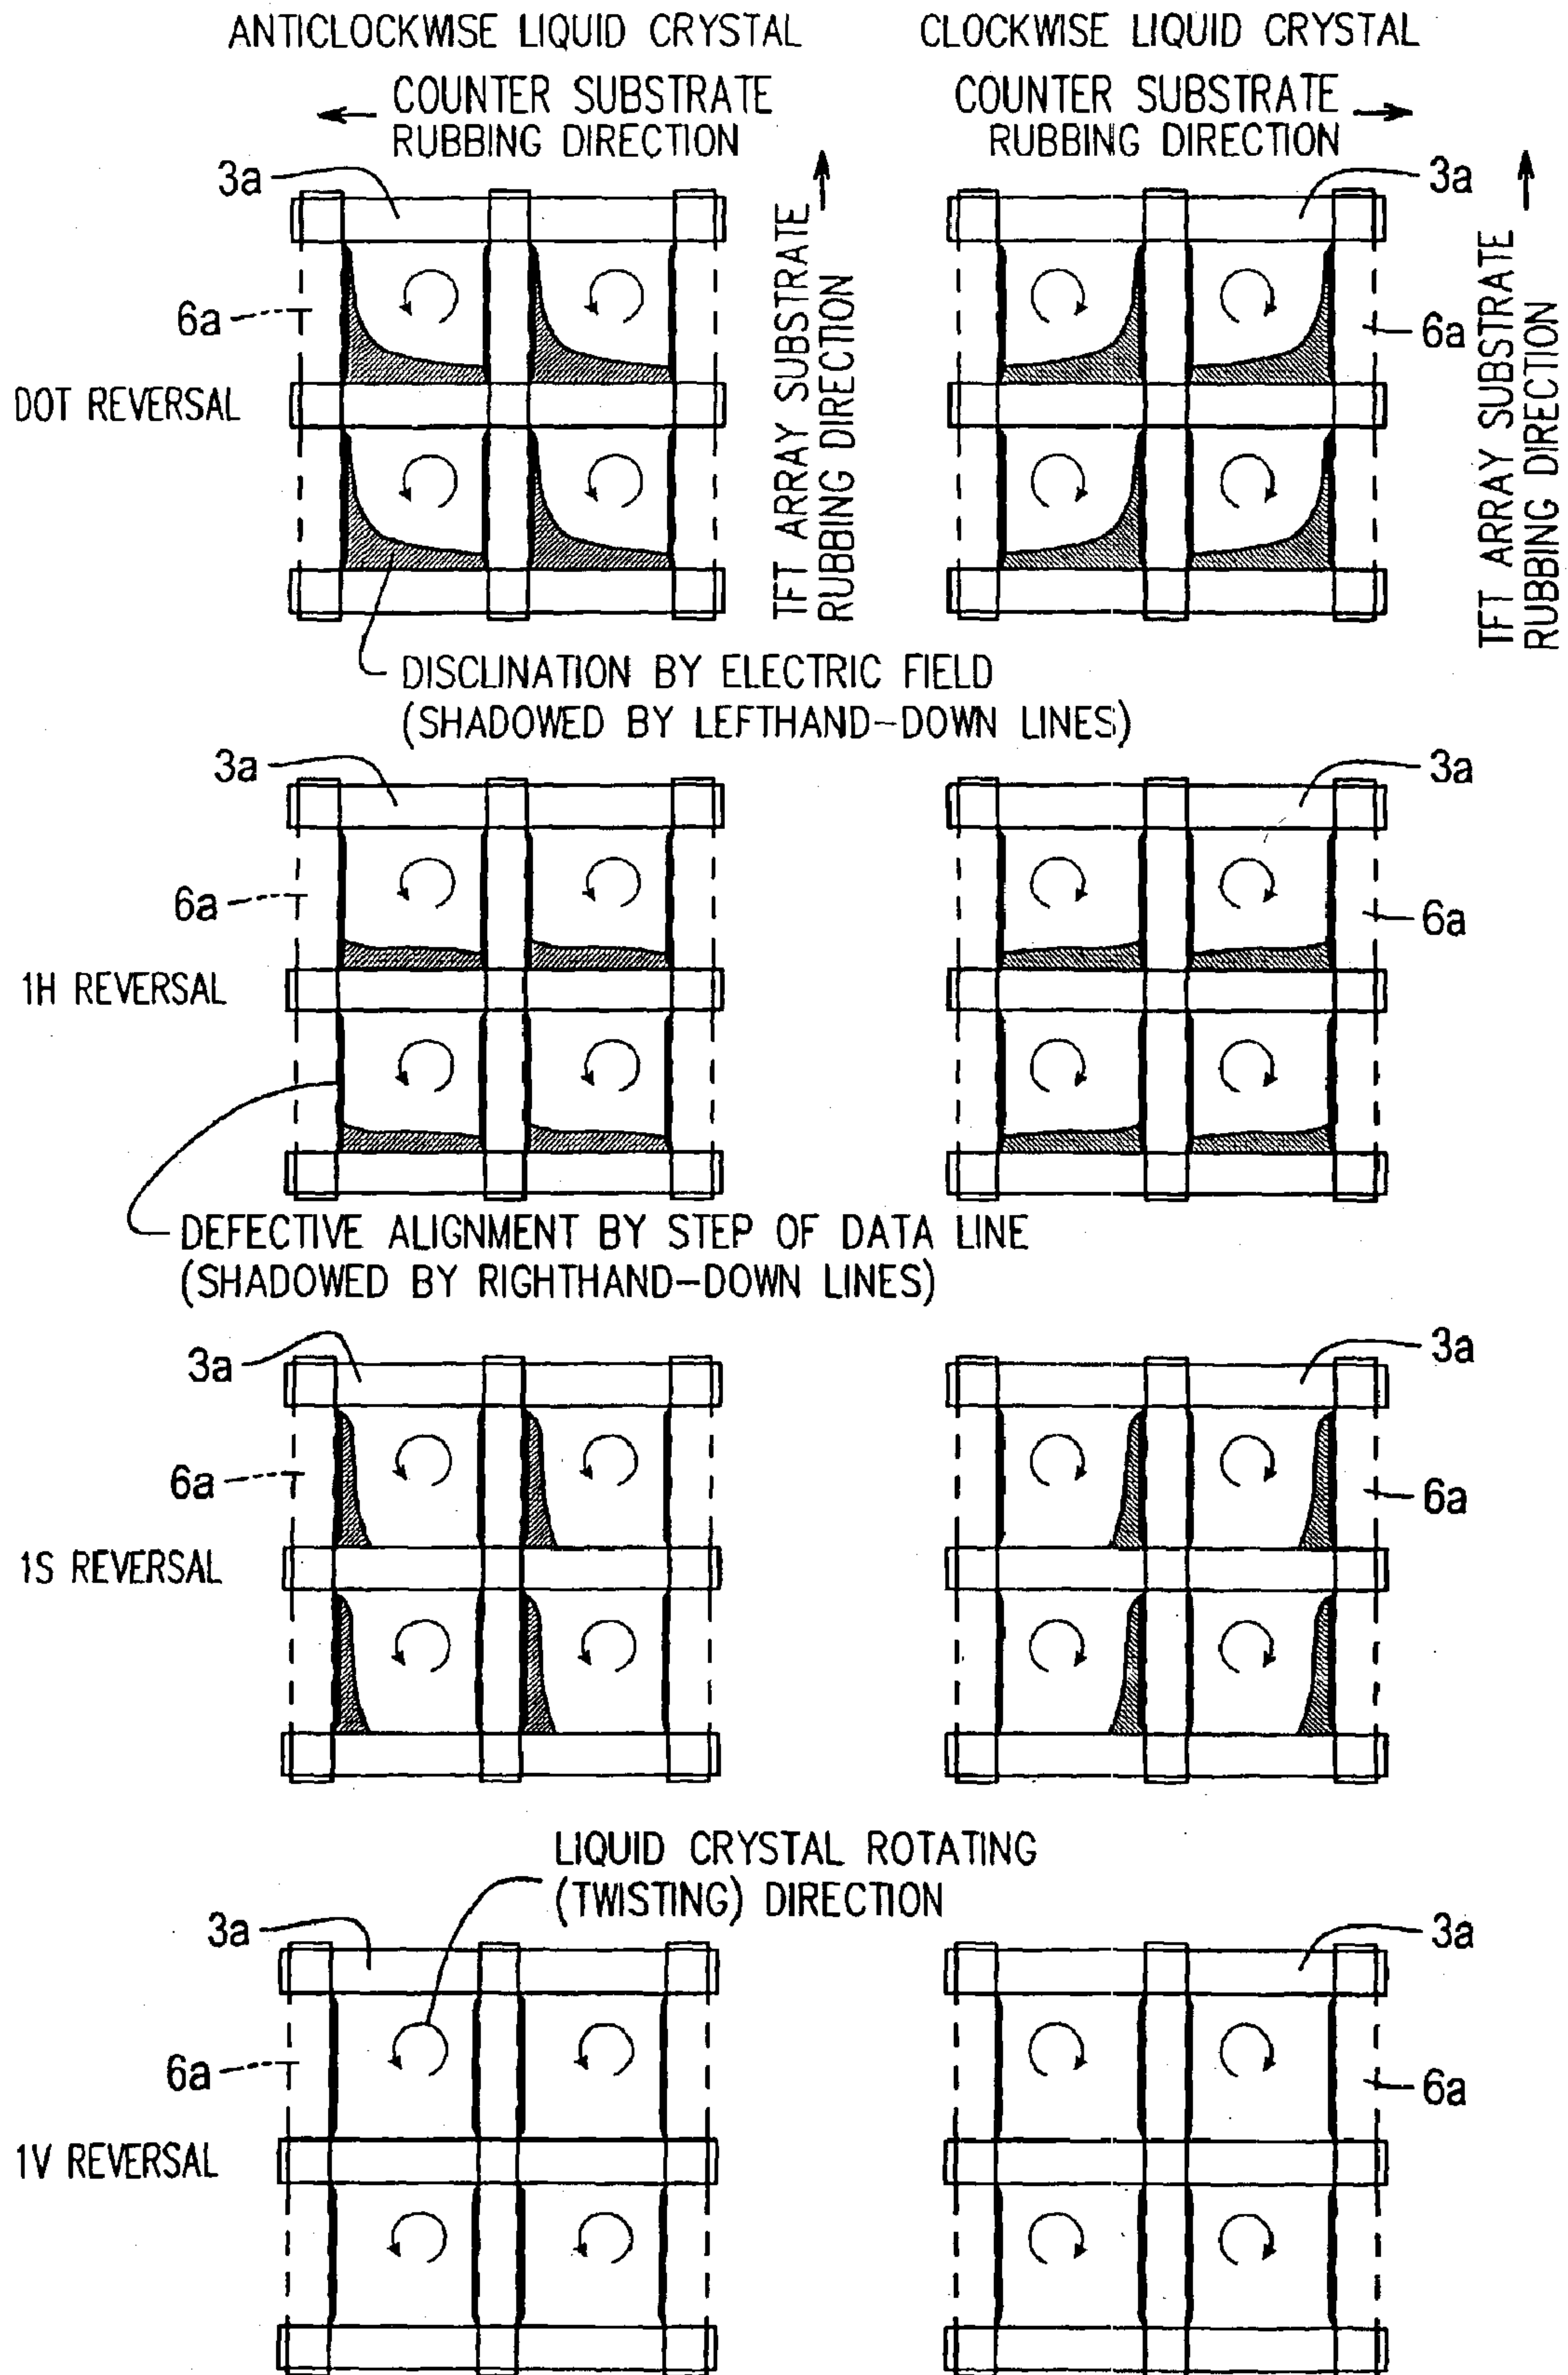 ANTICLOCKWISE LIQUID CRYSTAL
CLOCKWISE LIQUID CRYSTAL
COUNTER SUBSTRATE
RUBBING DIRECTION
COUNTER SUBSTRATE
RUBBING DIRECTION
3a
3a
TFT ARRAY SUBSTRATE
RUBBING DIRECTION
TFT ARRAY SUBSTRATE
RUBBING DIRECTION
6a
6a
DOT REVERSAL
DISCLINATION BY ELECTRIC FIELD
(SHADOWED BY LEFTHAND-DOWN LINES)
3a
3a
6a
6a
1H REVERSAL
DEFECTIVE ALIGNMENT BY STEP OF DATA LINE
(SHADOWED BY RIGHTHAND-DOWN LINES)
3a
3a
6a
6a
1S REVERSAL
LIQUID CRYSTAL ROTATING
(TWISTING) DIRECTION
3a
3a
6a
6a
1V REVERSAL